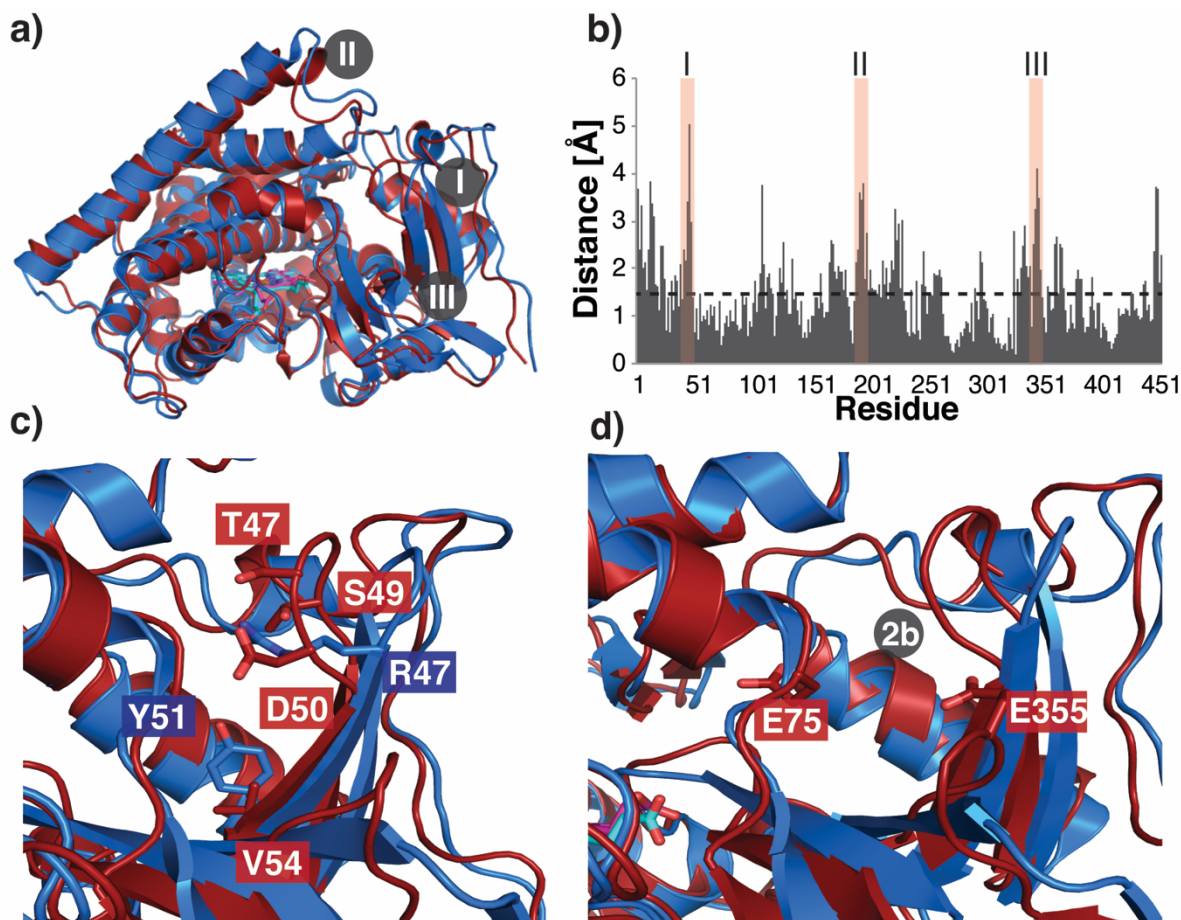 a)
II
I
III
b)
I II III
Distance [Å]
6
5
4
3
2
1
0
1 51 101 151 201 251 301 351 401 451
Residue
c)
T47
S49
R47
Y51
D50
V54
d)
2b
E75
E355